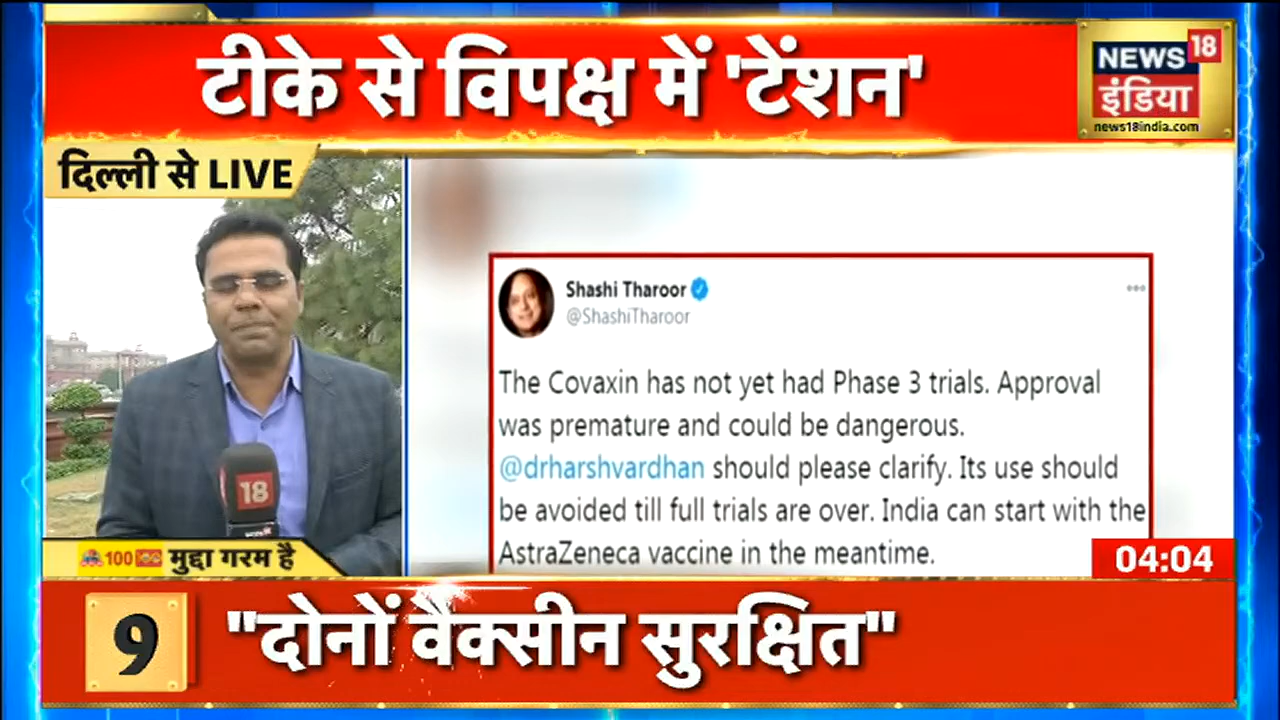 टीके से विपक्ष में 'टेंशन'
NEWS 18
इंडिया
news18india.com
दिल्ली से LIVE
Shashi Tharoor
@ShashiTharoor
The Covaxin has not yet had Phase 3 trials. Approval
was premature and could be dangerous.
@drharshvardhan should please clarify. Its use should
be avoided till full trials are over. India can start with the
AstraZeneca vaccine in the meantime.
18
100 मुद्दा गरम है
04:04
9 "दोनों वैक्सीन सुरक्षित"